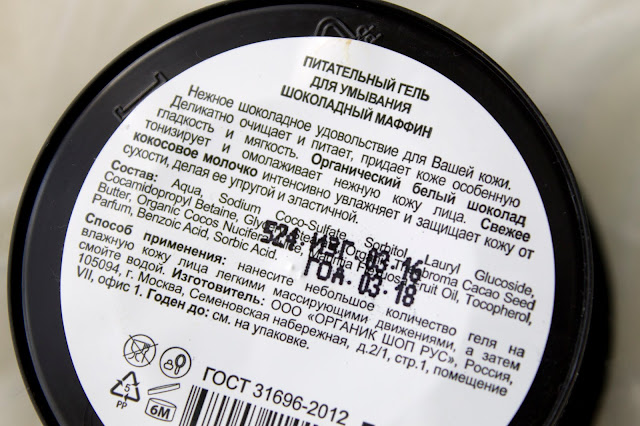 ПИТАТЕЛЬНЫЙ ГЕЛЬ
ДЛЯ УМЫВАНИЯ
ШОКОЛАДНЫЙ МАФФИН
Нежное шоколадное удовольствие для Вашей кожи.
Деликатно очищает и питает, придает коже особенную
гладкость и мягкость. Органический белый шоколад
тонизирует и омолаживает нежную кожу лица. Свежее
кокосовое молочко интенсивно увлажняет и защищает кожу от
сухости, делая ее упругой и эластичной.
Состав: Aqua, Sodium Coco-Sulfate, Sorbitol, Lauryl Glucoside,
Cocamidopropyl Betaine, Theobroma Cacao Seed
Butter, Organic Cocos Nucifera Fruit Oil, Tocopherol,
Parfum, Benzoic Acid, Sorbic Acid.
524 ИЗГ.03.16
ГОД.03.18
Способ применения: нанесите небольшое количество геля на
влажную кожу лица легкими массирующими движениями, а затем
смойте водой. Изготовитель: ООО «ОРГАНИК ШОП РУС», Россия,
105094, г. Москва, Семеновская набережная, д.2/1, стр.1, помещение
VII, офис 1. Годен до: см. на упаковке.
ГОСТ 31696-2012
5
PP
6M